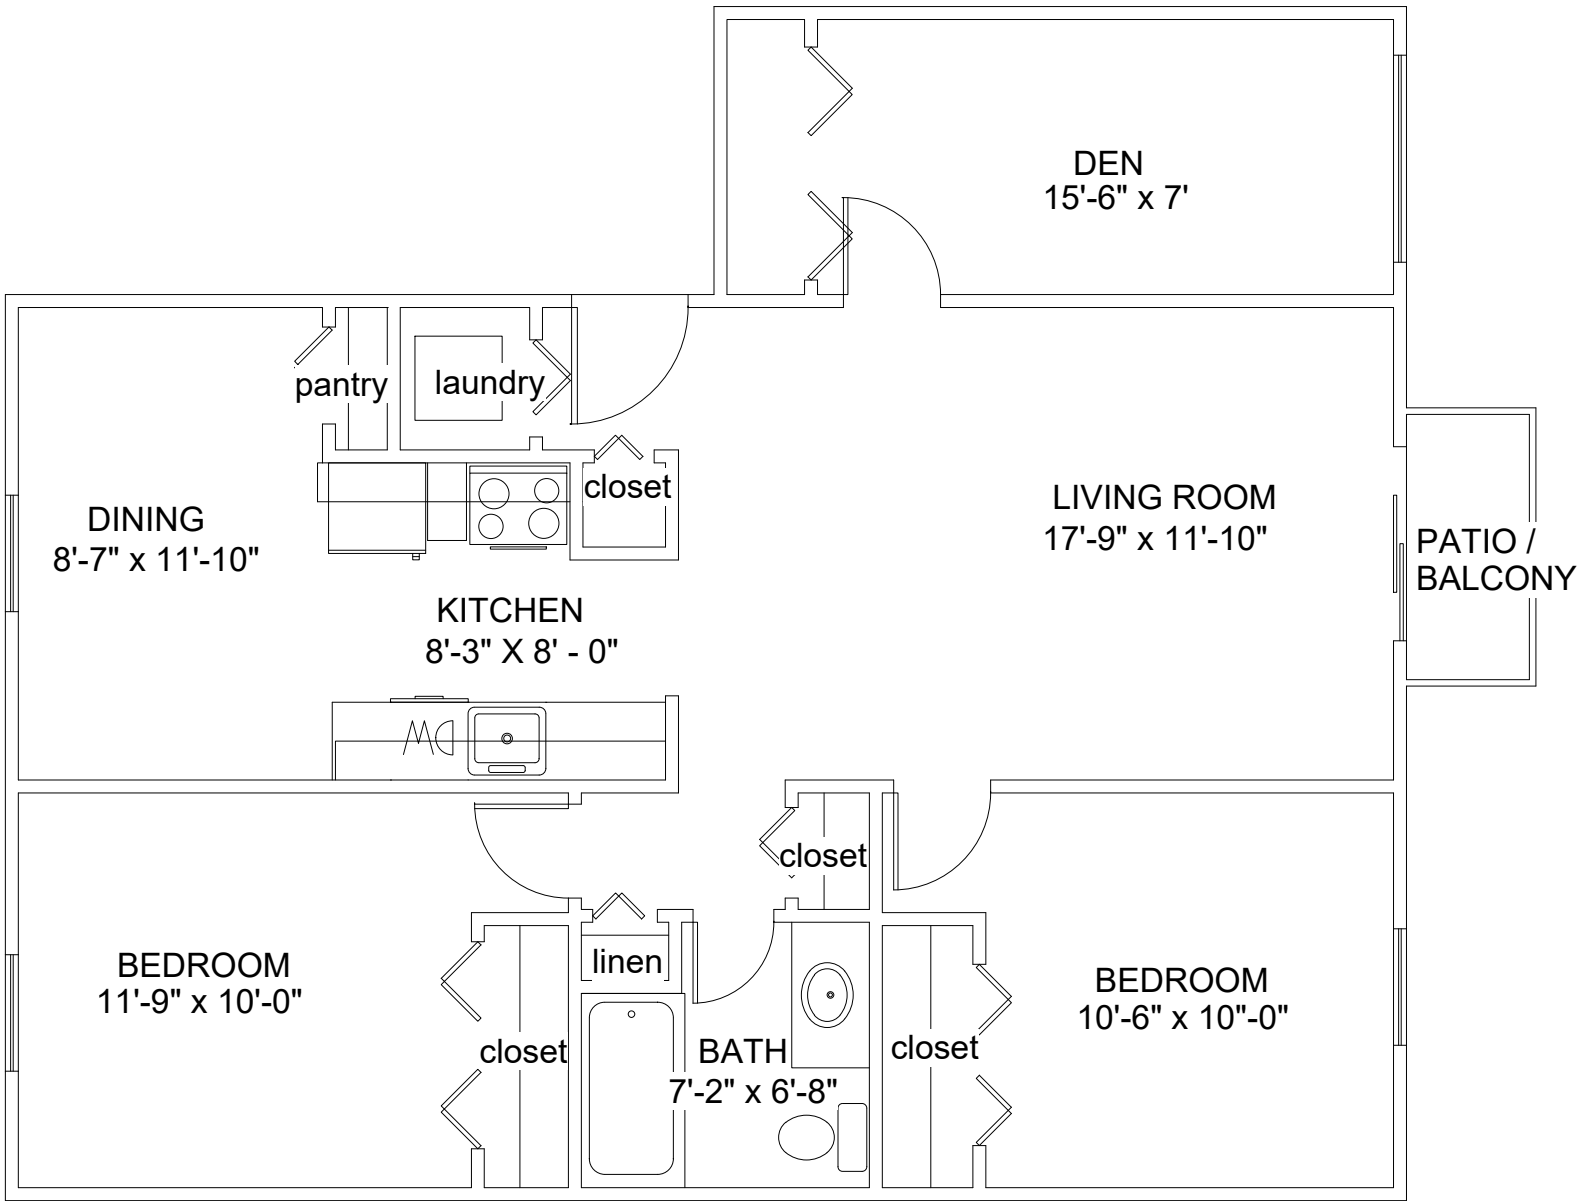 DEN
15'-6" x 7'
pantry
laundry
closet
DINING
8'-7" x 11'-10"
LIVING ROOM
17'-9" x 11'-10"
PATIO /
BALCONY
KITCHEN
8'-3" X 8' - 0"
DW
closet
BEDROOM
11'-9" x 10'-0"
linen
closet
BATH
7'-2" x 6'-8"
closet
BEDROOM
10'-6" x 10"-0"